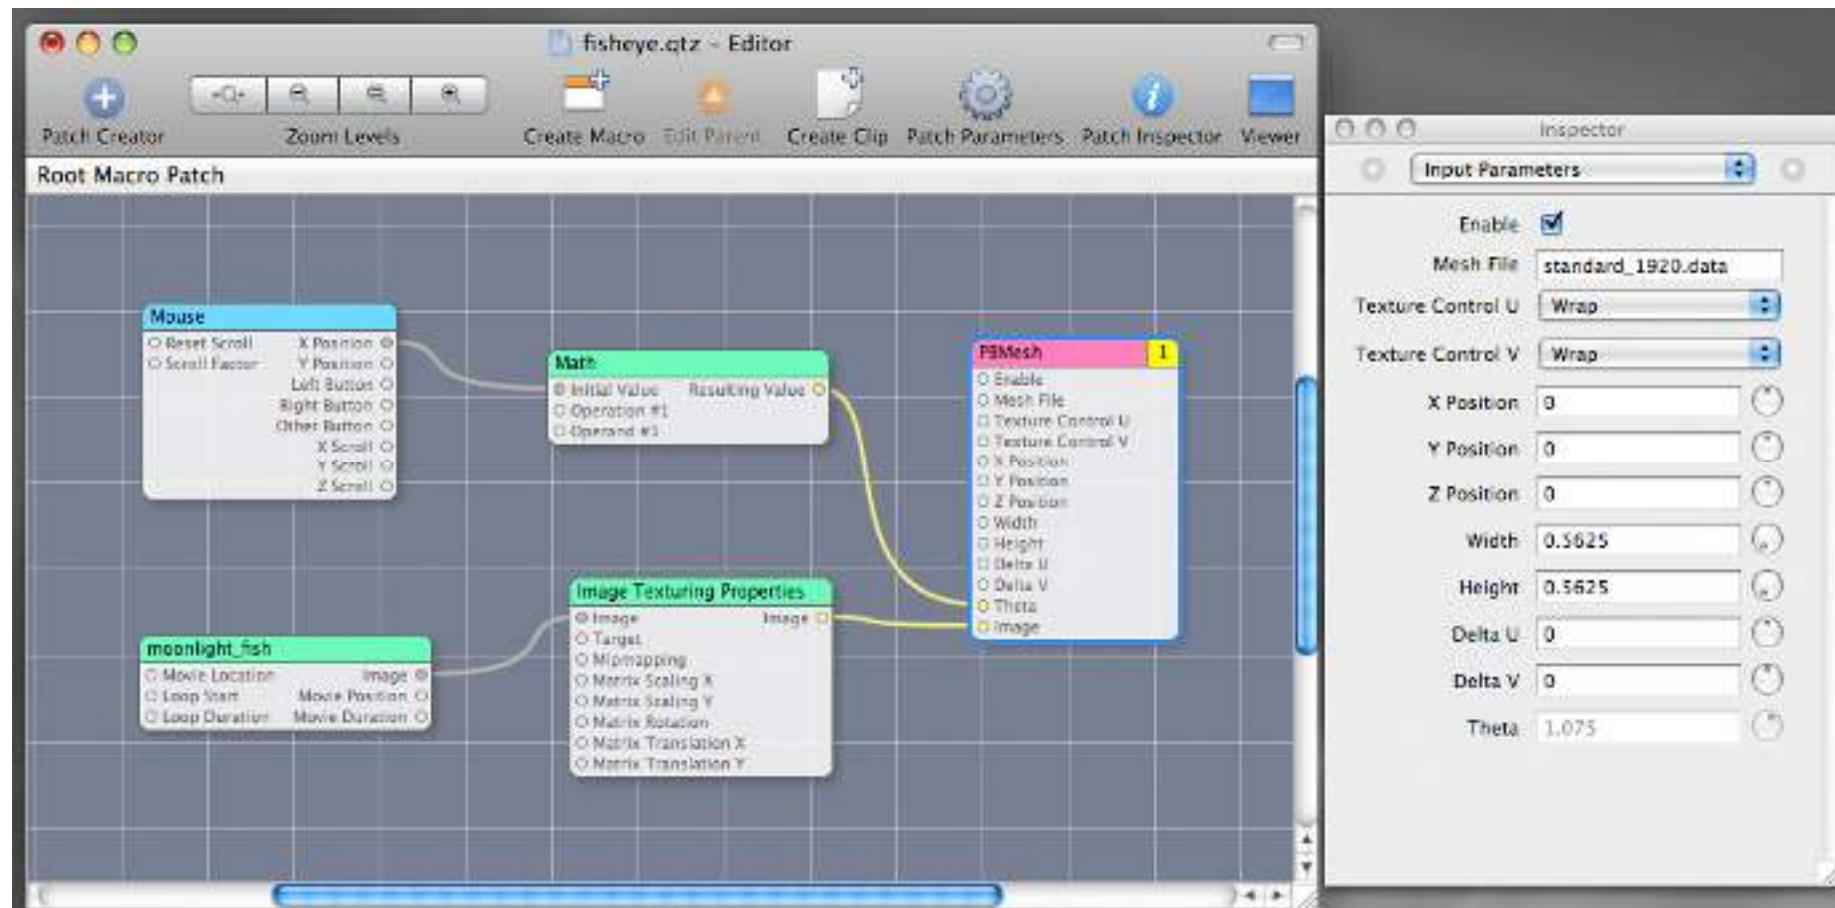 fisheye.qtz - Editor
Patch Creator
Zoom Levels
Create Macro
Edit Parent
Create Clip
Patch Parameters
Patch Inspector
Viewer
Root Macro Patch
Mouse
Reset Scroll X Position
Scroll Factor Y Position
Left Button
Right Button
Other Button
X Scroll
Y Scroll
Z Scroll
Math
Initial Value Resulting Value
Operation #1
Operand #1
PBMesh 1
Enable
Mesh File
Texture Control U
Texture Control V
X Position
Y Position
Z Position
Width
Height
Delta U
Delta V
Theta
Image
Image Texturing Properties
Image Image
Target
Mipmapping
Matrix Scaling X
Matrix Scaling Y
Matrix Rotation
Matrix Translation X
Matrix Translation Y
moonlight_fish
Movie Location Image
Loop Start Movie Position
Loop Duration Movie Duration
Inspector
Input Parameters
Enable
Mesh File standard_1920.data
Texture Control U Wrap
Texture Control V Wrap
X Position 0
Y Position 0
Z Position 0
Width 0.5625
Height 0.5625
Delta U 0
Delta V 0
Theta 1.075